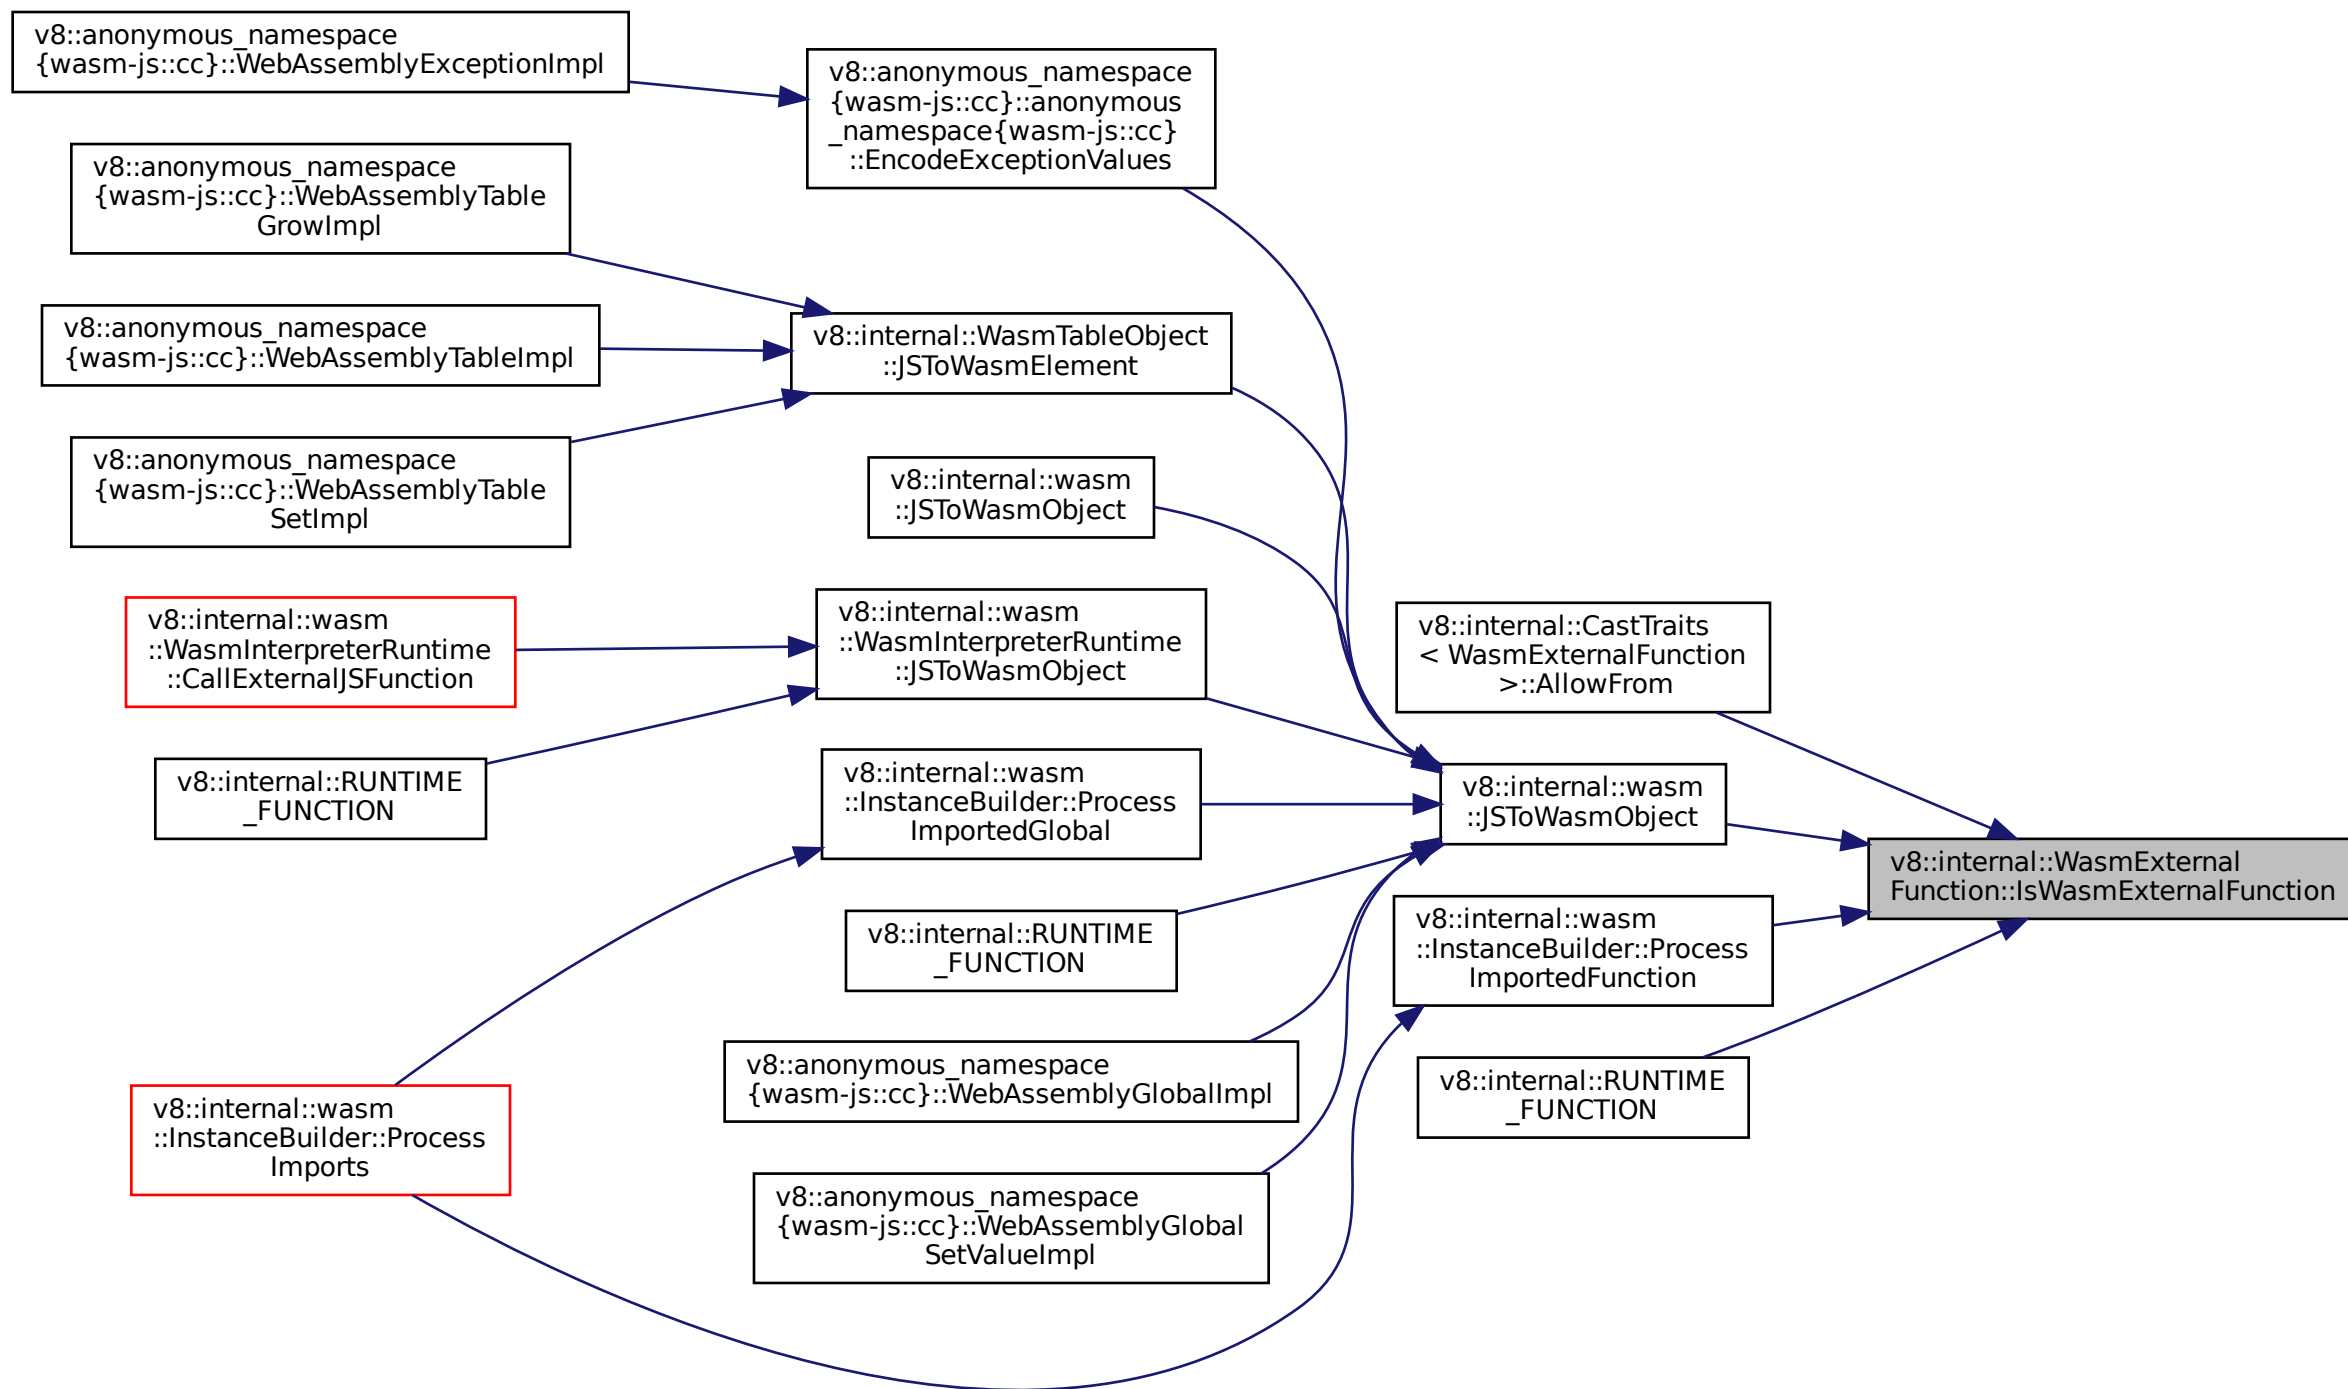 v8::anonymous_namespace
{wasm-js::cc}::WebAssemblyExceptionImpl
v8::anonymous_namespace
{wasm-js::cc}::anonymous
_namespace{wasm-js::cc}
::EncodeExceptionValues
v8::anonymous_namespace
{wasm-js::cc}::WebAssemblyTable
GrowImpl
v8::anonymous_namespace
{wasm-js::cc}::WebAssemblyTableImpl
v8::internal::WasmTableObject
::JSToWasmElement
v8::anonymous_namespace
{wasm-js::cc}::WebAssemblyTable
SetImpl
v8::internal::wasm
::JSToWasmObject
v8::internal::wasm
::WasmInterpreterRuntime
::CallExternalJSFunction
v8::internal::wasm
::WasmInterpreterRuntime
::JSToWasmObject
v8::internal::CastTraits
< WasmExternalFunction
>::AllowFrom
v8::internal::RUNTIME
_FUNCTION
v8::internal::wasm
::InstanceBuilder::Process
ImportedGlobal
v8::internal::wasm
::JSToWasmObject
v8::internal::WasmExternal
Function::IsWasmExternalFunction
v8::internal::RUNTIME
_FUNCTION
v8::internal::wasm
::InstanceBuilder::Process
ImportedFunction
v8::anonymous_namespace
{wasm-js::cc}::WebAssemblyGlobalImpl
v8::internal::RUNTIME
_FUNCTION
v8::internal::wasm
::InstanceBuilder::Process
Imports
v8::anonymous_namespace
{wasm-js::cc}::WebAssemblyGlobal
SetValueImpl